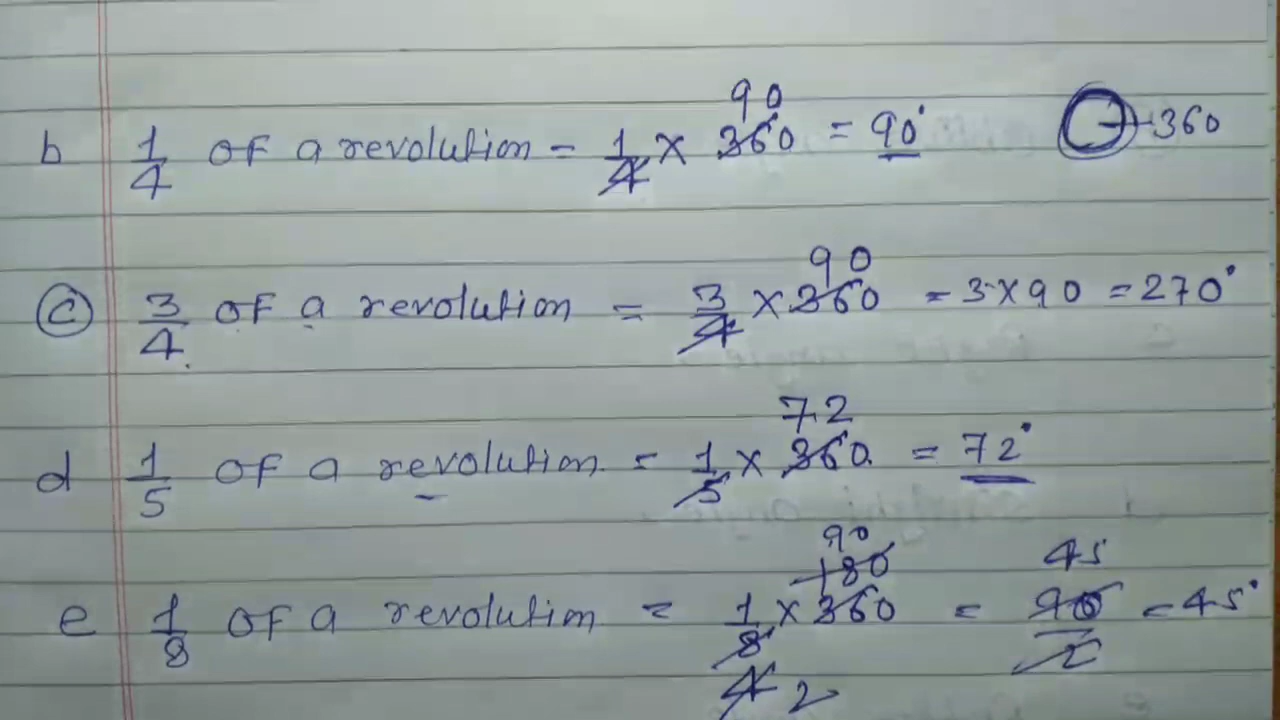 90
b 1/4 of a revolution = 1/4 × 360 = 90° 360
90
c 3/4 of a revolution = 3/4 × 360 = 3 × 90 = 270°
72
d 1/5 of a revolution = 1/5 × 360 = 72°
90
180 45
e 1/8 of a revolution = 1/8 × 360 = 90/2 = 45°
4 2